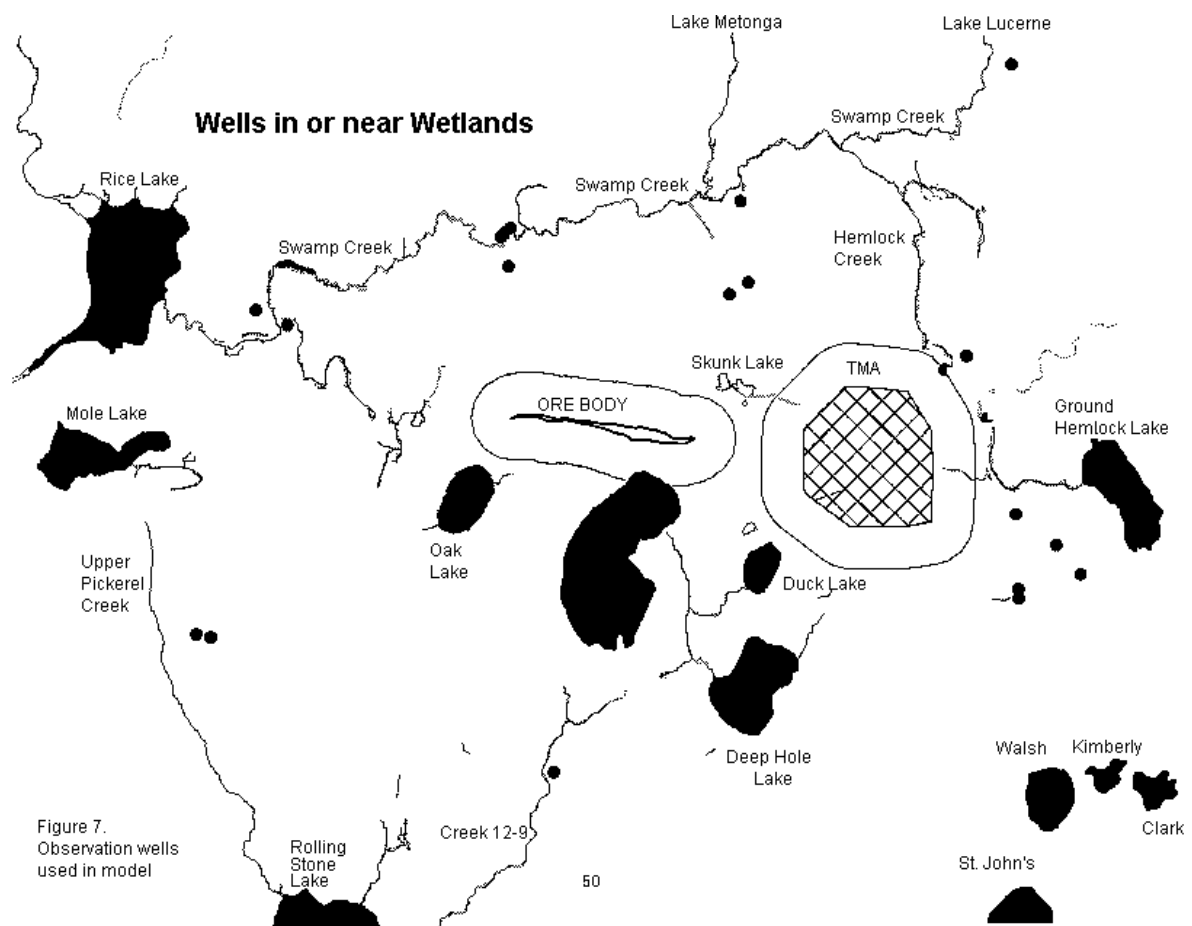 Lake Metonga
Lake Lucerne
Swamp Creek
Wells in or near Wetlands
Rice Lake
Swamp Creek
Swamp Creek
Hemlock
Creek
Skunk Lake
TMA
ORE BODY
Mole Lake
Ground
Hemlock Lake
Oak
Lake
Upper
Pickerel
Creek
Duck Lake
Deep Hole
Lake
Walsh
Kimberly
Clark
Figure 7.
Observation wells
used in model
Rolling
Stone
Lake
Creek 12-9
50
St. John's